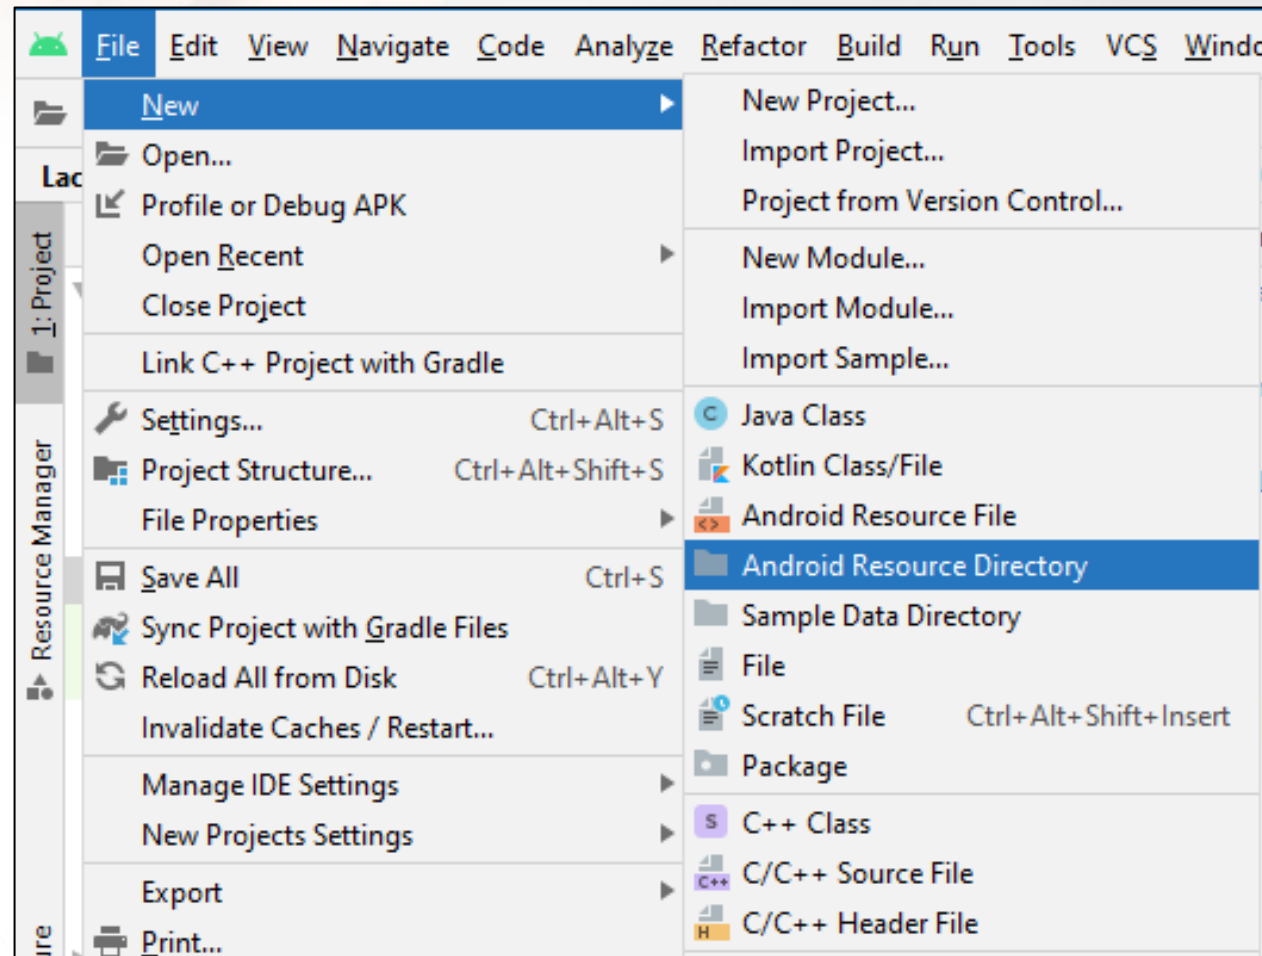 File Edit View Navigate Code Analyze Refactor Build Run Tools VCS
New
Open...
Profile or Debug APK
Open Recent
Close Project
Link C++ Project with Gradle
Settings... Ctrl+Alt+S
Project Structure... Ctrl+Alt+Shift+S
File Properties
Save All Ctrl+S
Sync Project with Gradle Files
Reload All from Disk Ctrl+Alt+Y
Invalidate Caches / Restart...
Manage IDE Settings
New Projects Settings
Export
Print...
New Project...
Import Project...
Project from Version Control...
New Module...
Import Module...
Import Sample...
C Java Class
Kotlin Class/File
<> Android Resource File
Android Resource Directory
Sample Data Directory
File
Scratch File Ctrl+Alt+Shift+Insert
Package
S C++ Class
C++ C/C++ Source File
H C/C++ Header File
1: Project
Resource Manager